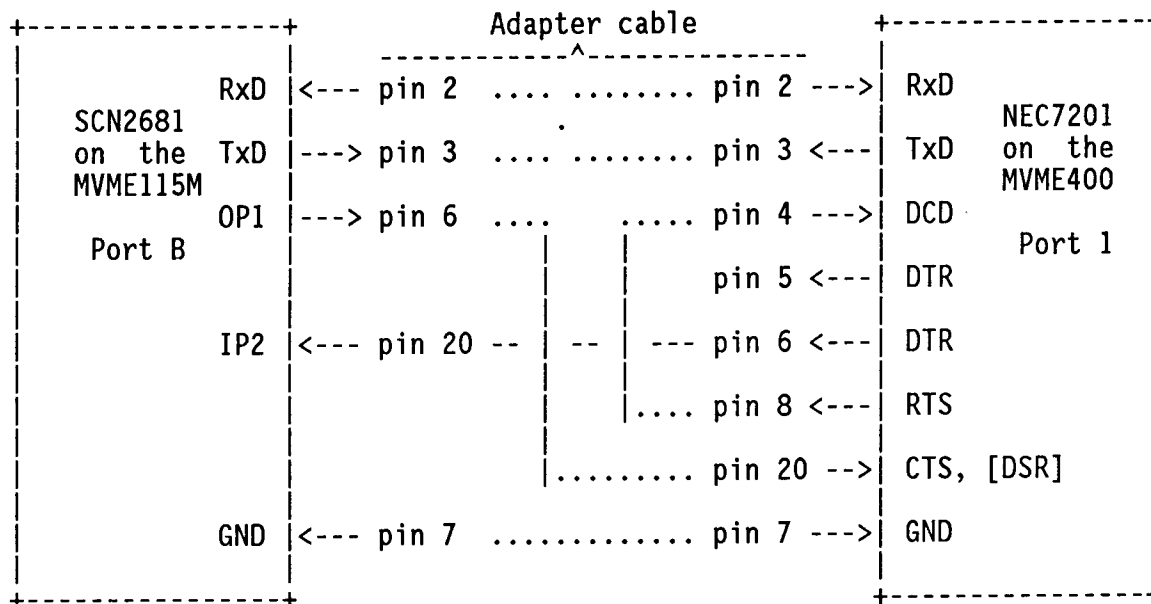 Adapter cable
RxD <--- pin 2 .... ........ pin 2 ---> RxD
SCN2681 NEC7201
on the TxD ---> pin 3 .... ........ pin 3 <--- TxD on the
MVME115M MVME400
OP1 ---> pin 6 .... .... pin 4 ---> DCD
Port B Port 1
pin 5 <--- DTR
IP2 <--- pin 20 -- -- --- pin 6 <--- DTR
.... pin 8 <--- RTS
......... pin 20 --> CTS, [DSR]
GND <--- pin 7 ............. pin 7 ---> GND